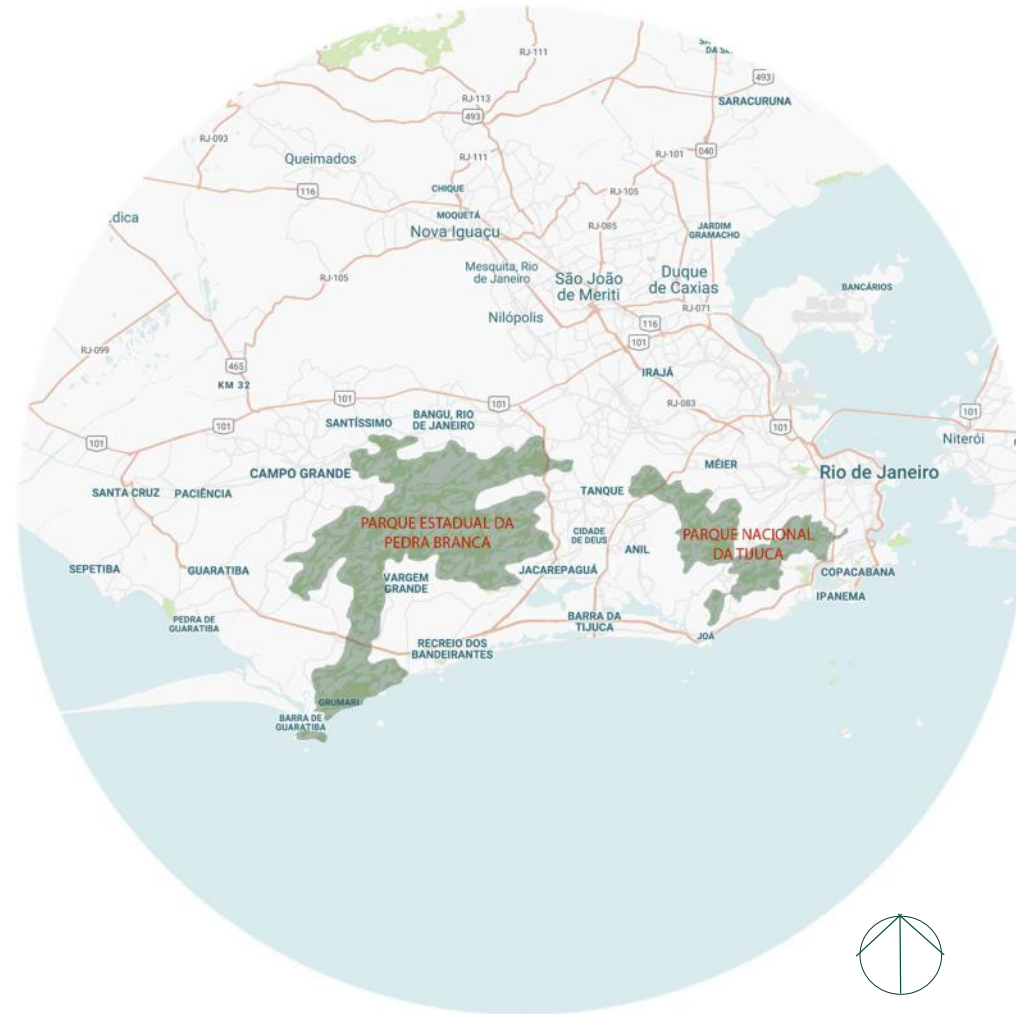 RJ-111
493
SARACURUNA
RJ-113
493
RJ-093
RJ-111
RJ-101
040
Queimados
116
CHIQUE
RJ-105
MOQUETÁ
.dica
Nova Iguaçu
RJ-085
JARDIM
GRAMACHO
Mesquita, Rio
de Janeiro
São João
de Meriti
Duque
de Caxias
RJ-105
BANCÁRIOS
RJ-071
Nilópolis
116
101
RJ-099
465
KM 32
IRAJÁ
101
101
RJ-083
101
101
101
101
SANTÍSSIMO
BANGU, RIO
DE JANEIRO
Niterói
CAMPO GRANDE
MÉIER
Rio de Janeiro
SANTA CRUZ
PACIÊNCIA
TANQUE
PARQUE ESTADUAL DA
PEDRA BRANCA
CIDADE
DE DEUS
PARQUE NACIONAL
DA TIJUCA
ANIL
SEPETIBA
GUARATIBA
VARGEM
GRANDE
JACAREPAGUÁ
COPACABANA
IPANEMA
PEDRA DE
GUARATIBA
BARRA DA
TIJUCA
JOÁ
RECREIO DOS
BANDEIRANTES
GRUMARI
BARRA DE
GUARATIBA